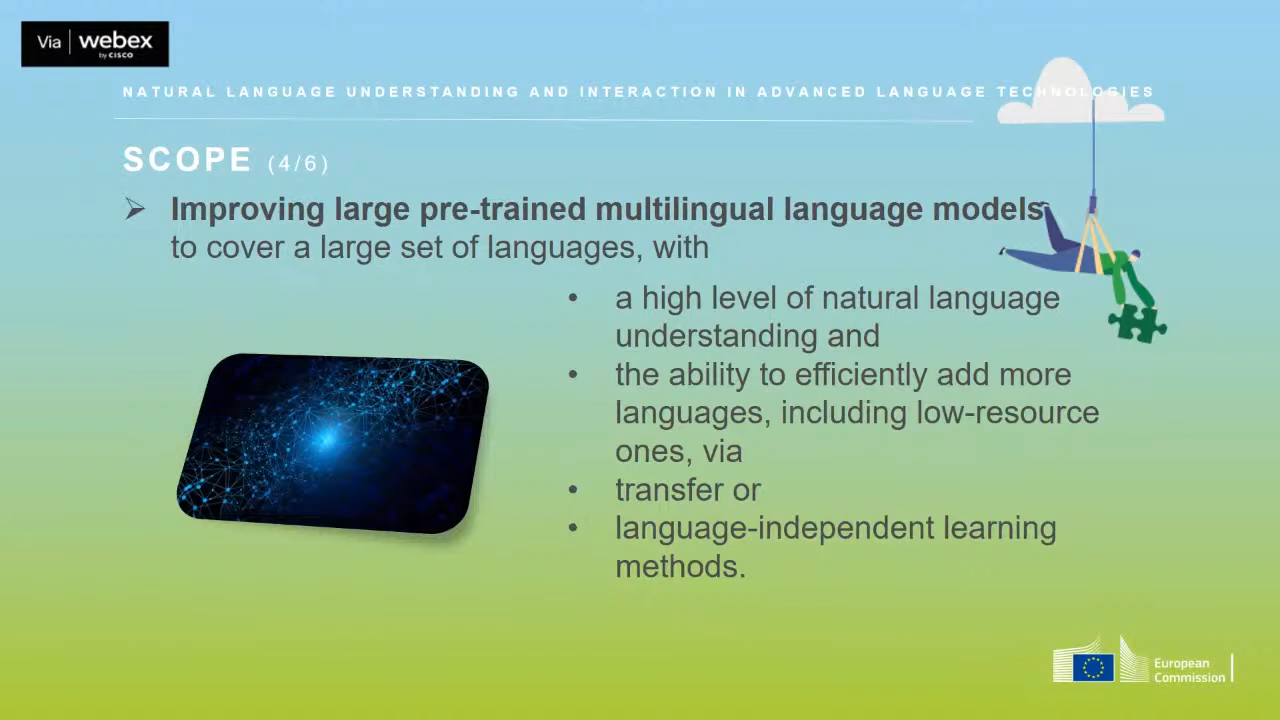 Via | webex
by CISCO
NATURAL LANGUAGE UNDERSTANDING AND INTERACTION IN ADVANCED LANGUAGE TECHNOLOGIES
SCOPE (4/6)
➢ Improving large pre-trained multilingual language models
to cover a large set of languages, with
• a high level of natural language
understanding and
• the ability to efficiently add more
languages, including low-resource
ones, via
• transfer or
• language-independent learning
methods.
European
Commission